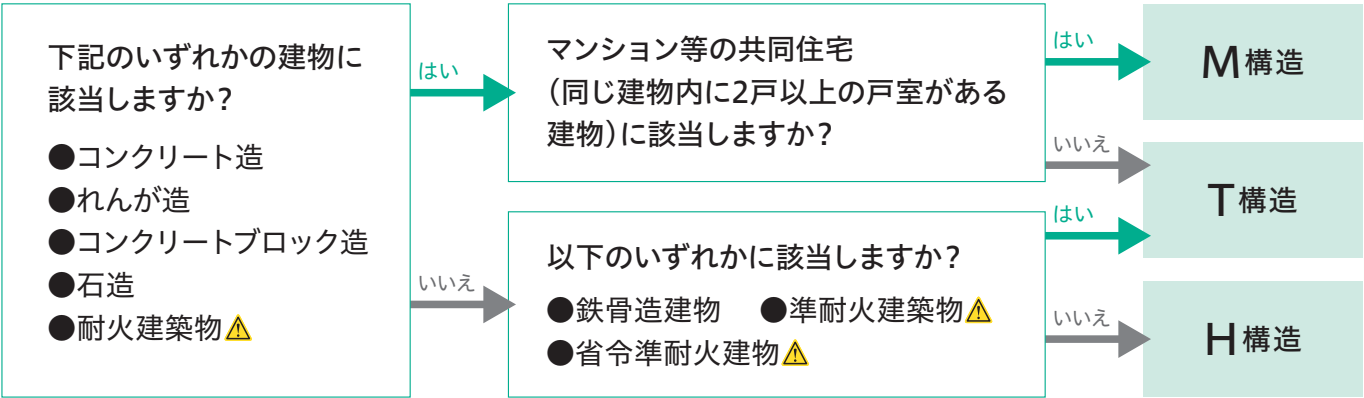 下記のいずれかの建物に
該当しますか？
●コンクリート造
●れんが造
●コンクリートブロック造
●石造
●耐火建築物⚠
はい
いいえ
マンション等の共同住宅
（同じ建物内に2戸以上の戸室がある
建物）に該当しますか？
はい
いいえ
以下のいずれかに該当しますか？
●鉄骨造建物　●準耐火建築物⚠
●省令準耐火建物⚠
はい
いいえ
M構造
T構造
H構造